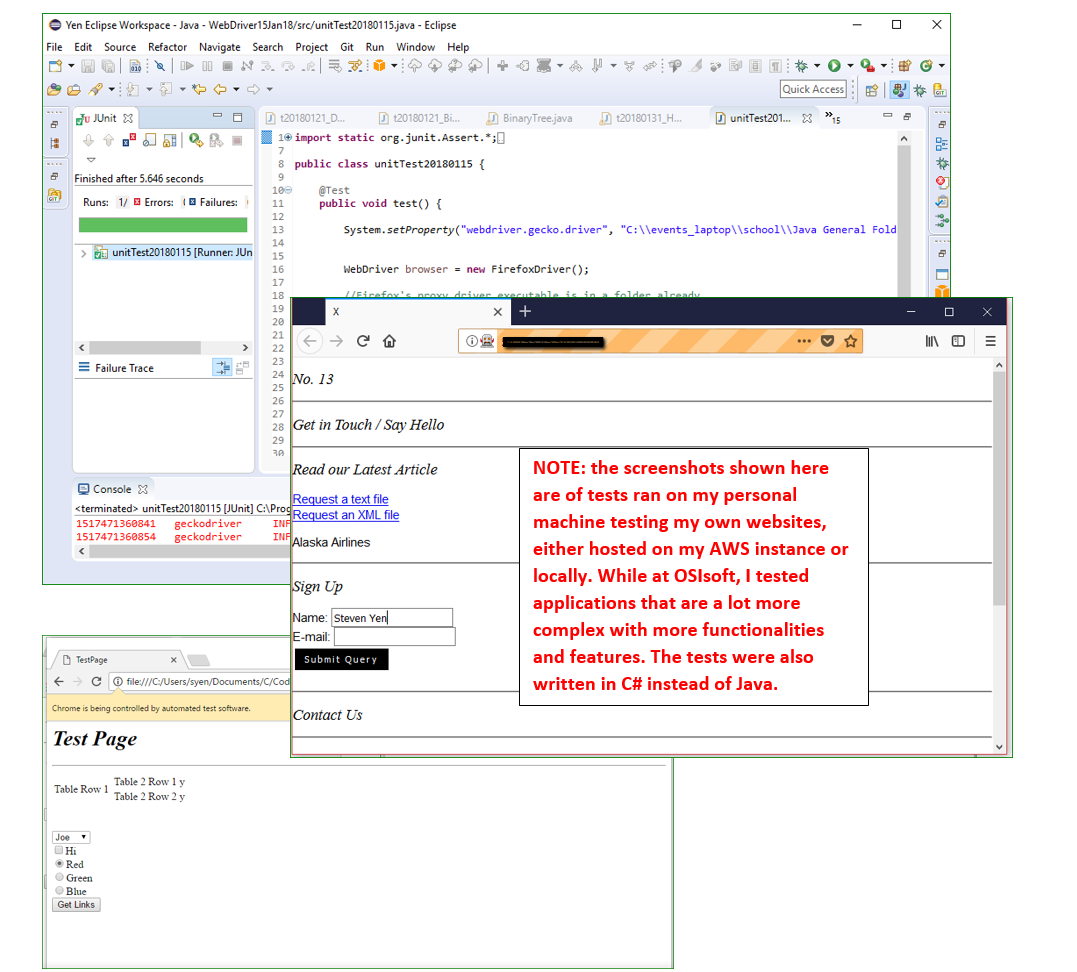 Yen Eclipse Workspace - Java - WebDriver15Jan18/src/unitTest20180115.java - Eclipse
File Edit Source Refactor Navigate Search Project Git Run Window Help
Quick Access
JUnit
t20180121_D...
t20180121_Bi...
BinaryTree.java
t20180131_H...
unitTest201...
»15
Finished after 5.646 seconds
Runs: 1/ Errors: Failures:
unitTest20180115 [Runner: JUn
Failure Trace
1 import static org.junit.Assert.*;
7
8 public class unitTest20180115 {
9
10 @Test
11 public void test() {
12
13 System.setProperty("webdriver.gecko.driver", "C:\\events_laptop\\school\\Java General Fold
14
15
16 WebDriver browser = new FirefoxDriver();
17
18 //Firefox's proxy driver executable is in a folder already
19
20
21
22
23
24
25
26
27
28
29
30
Console
<terminated> unitTest20180115 [JUnit] C:\Proc
1517471360841 geckodriver INF
1517471360854 geckodriver INF
X
No. 13
Get in Touch / Say Hello
Read our Latest Article
Request a text file
Request an XML file
Alaska Airlines
Sign Up
Name: Steven Yen
E-mail:
Submit Query
Contact Us
NOTE: the screenshots shown here
are of tests ran on my personal
machine testing my own websites,
either hosted on my AWS instance or
locally. While at OSIsoft, I tested
applications that are a lot more
complex with more functionalities
and features. The tests were also
written in C# instead of Java.
TestPage
file:///C:/Users/syen/Documents/C/Cod
Chrome is being controlled by automated test software.
Test Page
Table Row 1
Table 2 Row 1 y
Table 2 Row 2 y
Joe
Hi
Red
Green
Blue
Get Links